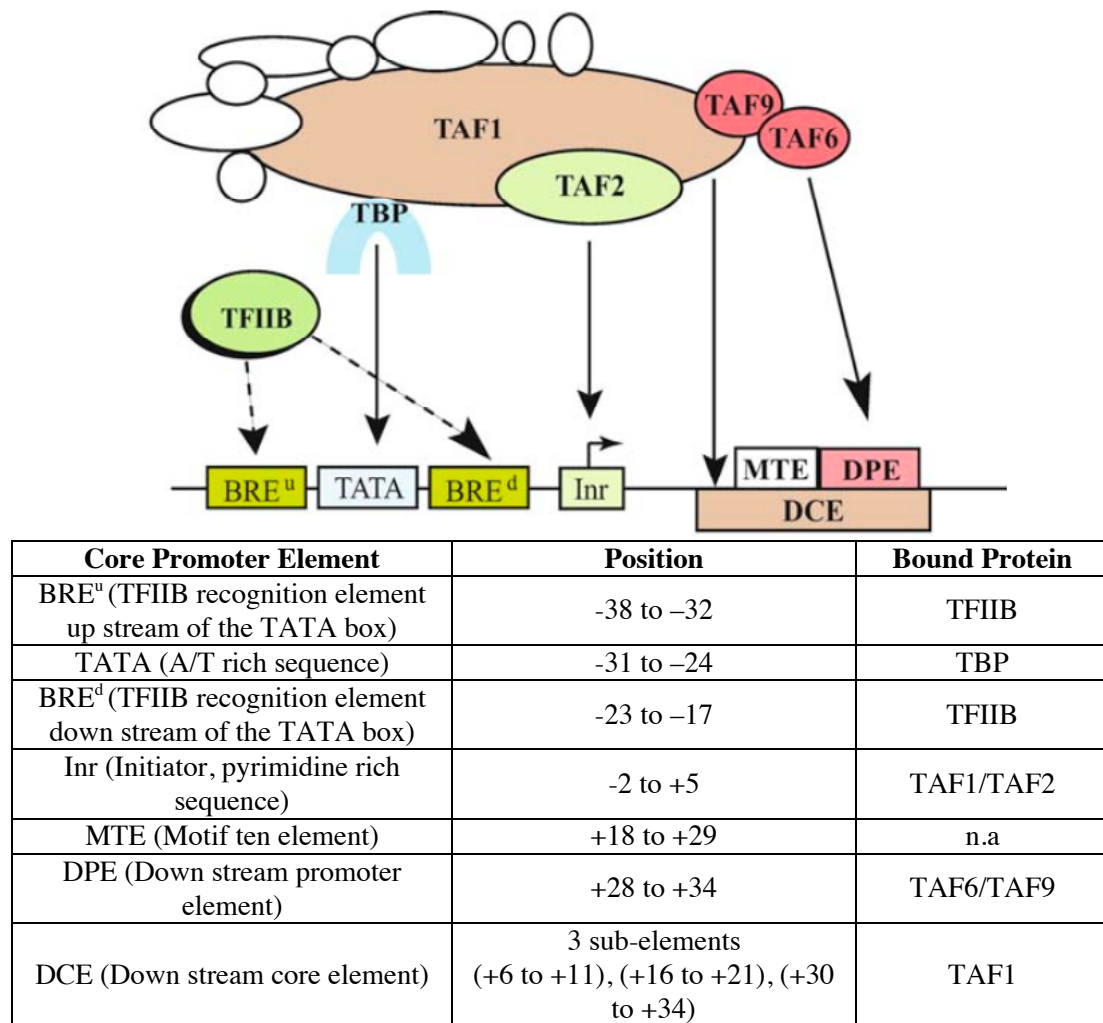 TAF1
TAF9
TAF6
TAF2
TBP
TFIIB
BREᵘ
TATA
BREᵈ
Inr
MTE
DPE
DCE
Core Promoter Element
Position
Bound Protein
BREᵘ (TFIIB recognition element
up stream of the TATA box)
-38 to –32
TFIIB
TATA (A/T rich sequence)
-31 to –24
TBP
BREᵈ (TFIIB recognition element
down stream of the TATA box)
-23 to –17
TFIIB
Inr (Initiator, pyrimidine rich
sequence)
-2 to +5
TAF1/TAF2
MTE (Motif ten element)
+18 to +29
n.a
DPE (Down stream promoter
element)
+28 to +34
TAF6/TAF9
DCE (Down stream core element)
3 sub-elements
(+6 to +11), (+16 to +21), (+30
to +34)
TAF1